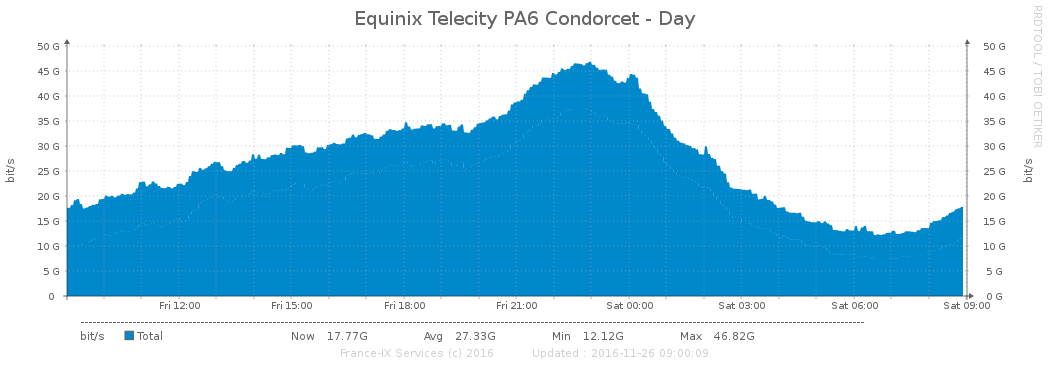 Equinix Telecity PA6 Condorcet - Day
RRDTOOL / TOBI OETIKER
50 G 50 G
45 G 45 G
40 G 40 G
35 G 35 G
30 G 30 G
25 G 25 G
20 G 20 G
15 G 15 G
10 G 10 G
5 G 5 G
0 0 G
bit/s bit/s
Fri 12:00 Fri 15:00 Fri 18:00 Fri 21:00 Sat 00:00 Sat 03:00 Sat 06:00 Sat 09:00
bit/s Total Now 17.77G Avg 27.33G Min 12.12G Max 46.82G
France-IX Services (c) 2016 Updated : 2016-11-26 09:00:09